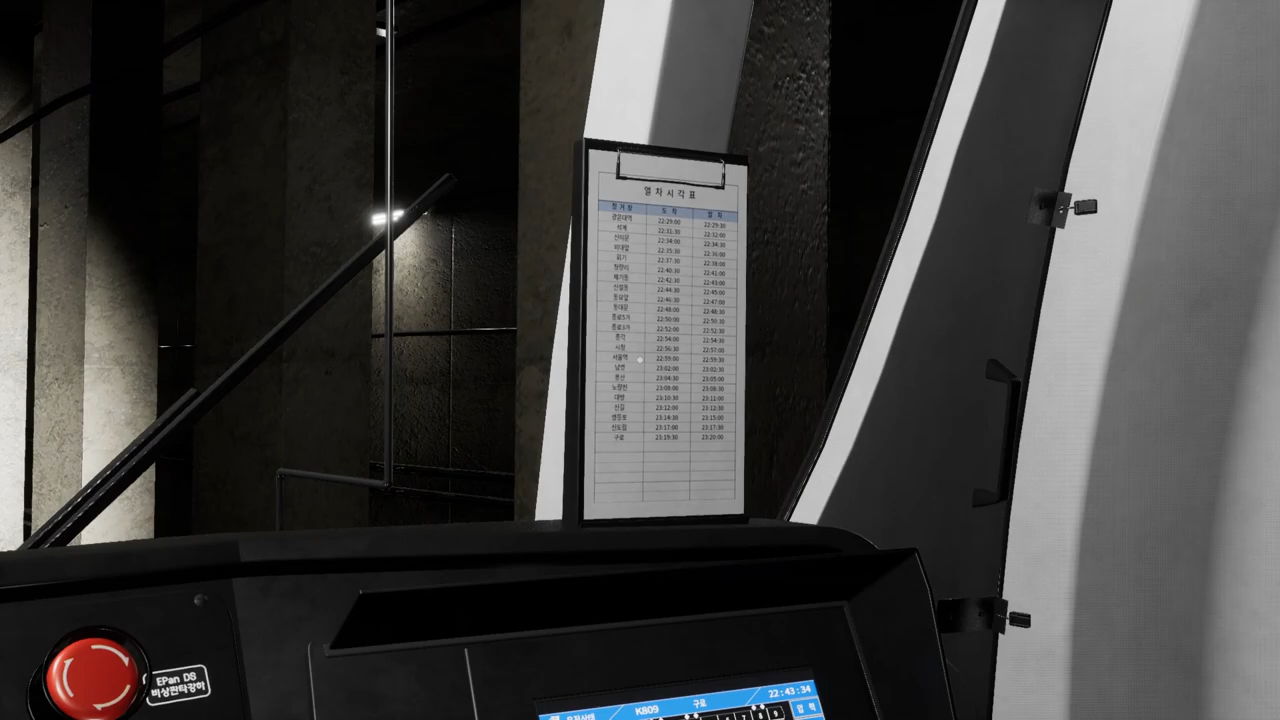 열차시각표
정거장 도착 출발
광운대역 22:29:00 22:29:30
석계 22:31:30 22:32:00
신이문 22:34:00 22:34:30
외대앞 22:35:30 22:36:00
회기 22:37:30 22:38:00
청량리 22:40:30 22:41:00
제기동 22:42:30 22:43:00
신설동 22:44:30 22:45:00
동묘앞 22:46:30 22:47:00
동대문 22:48:00 22:48:30
종로5가 22:50:00 22:50:30
종로3가 22:52:00 22:52:30
종각 22:54:00 22:54:30
시청 22:56:30 22:57:00
서울역 22:59:00 22:59:30
남영 23:02:00 23:02:30
용산 23:04:30 23:05:00
노량진 23:08:00 23:08:30
대방 23:10:30 23:11:00
신길 23:12:00 23:12:30
영등포 23:14:30 23:15:00
신도림 23:17:00 23:17:30
구로 23:19:30 23:20:00
EPan DS
비상판타강하
K809 구로 22:43:34